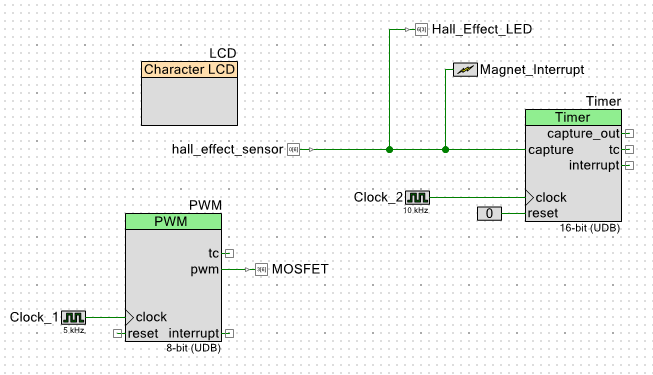 Hall_Effect_LED
LCD
Character LCD
Magnet_Interrupt
Timer
Timer
capture_out
hall_effect_sensor
capture
tc
interrupt
Clock_2
10 kHz
clock
0
reset
16-bit (UDB)
PWM
PWM
tc
pwm
MOSFET
Clock_1
5 kHz
clock
reset
interrupt
8-bit (UDB)